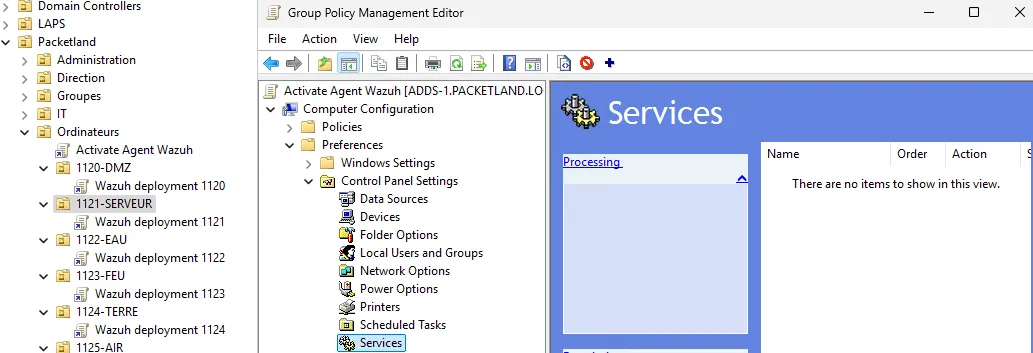 Domain Controllers
LAPS
Packetland
Administration
Direction
Groupes
IT
Ordinateurs
Activate Agent Wazuh
1120-DMZ
Wazuh deployment 1120
1121-SERVEUR
Wazuh deployment 1121
1122-EAU
Wazuh deployment 1122
1123-FEU
Wazuh deployment 1123
1124-TERRE
Wazuh deployment 1124
1125-AIR
Group Policy Management Editor
File Action View Help
Activate Agent Wazuh [ADDS-1.PACKETLAND.LO
Computer Configuration
Policies
Preferences
Windows Settings
Control Panel Settings
Data Sources
Devices
Folder Options
Local Users and Groups
Network Options
Power Options
Printers
Scheduled Tasks
Services
Services
Processing
Name Order Action
There are no items to show in this view.